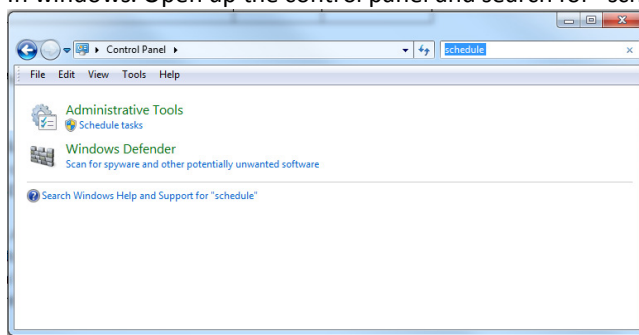 in windows. Open up the control panel and search for "sch
Control Panel
schedule
File Edit View Tools Help
Administrative Tools
Schedule tasks
Windows Defender
Scan for spyware and other potentially unwanted software
Search Windows Help and Support for "schedule"